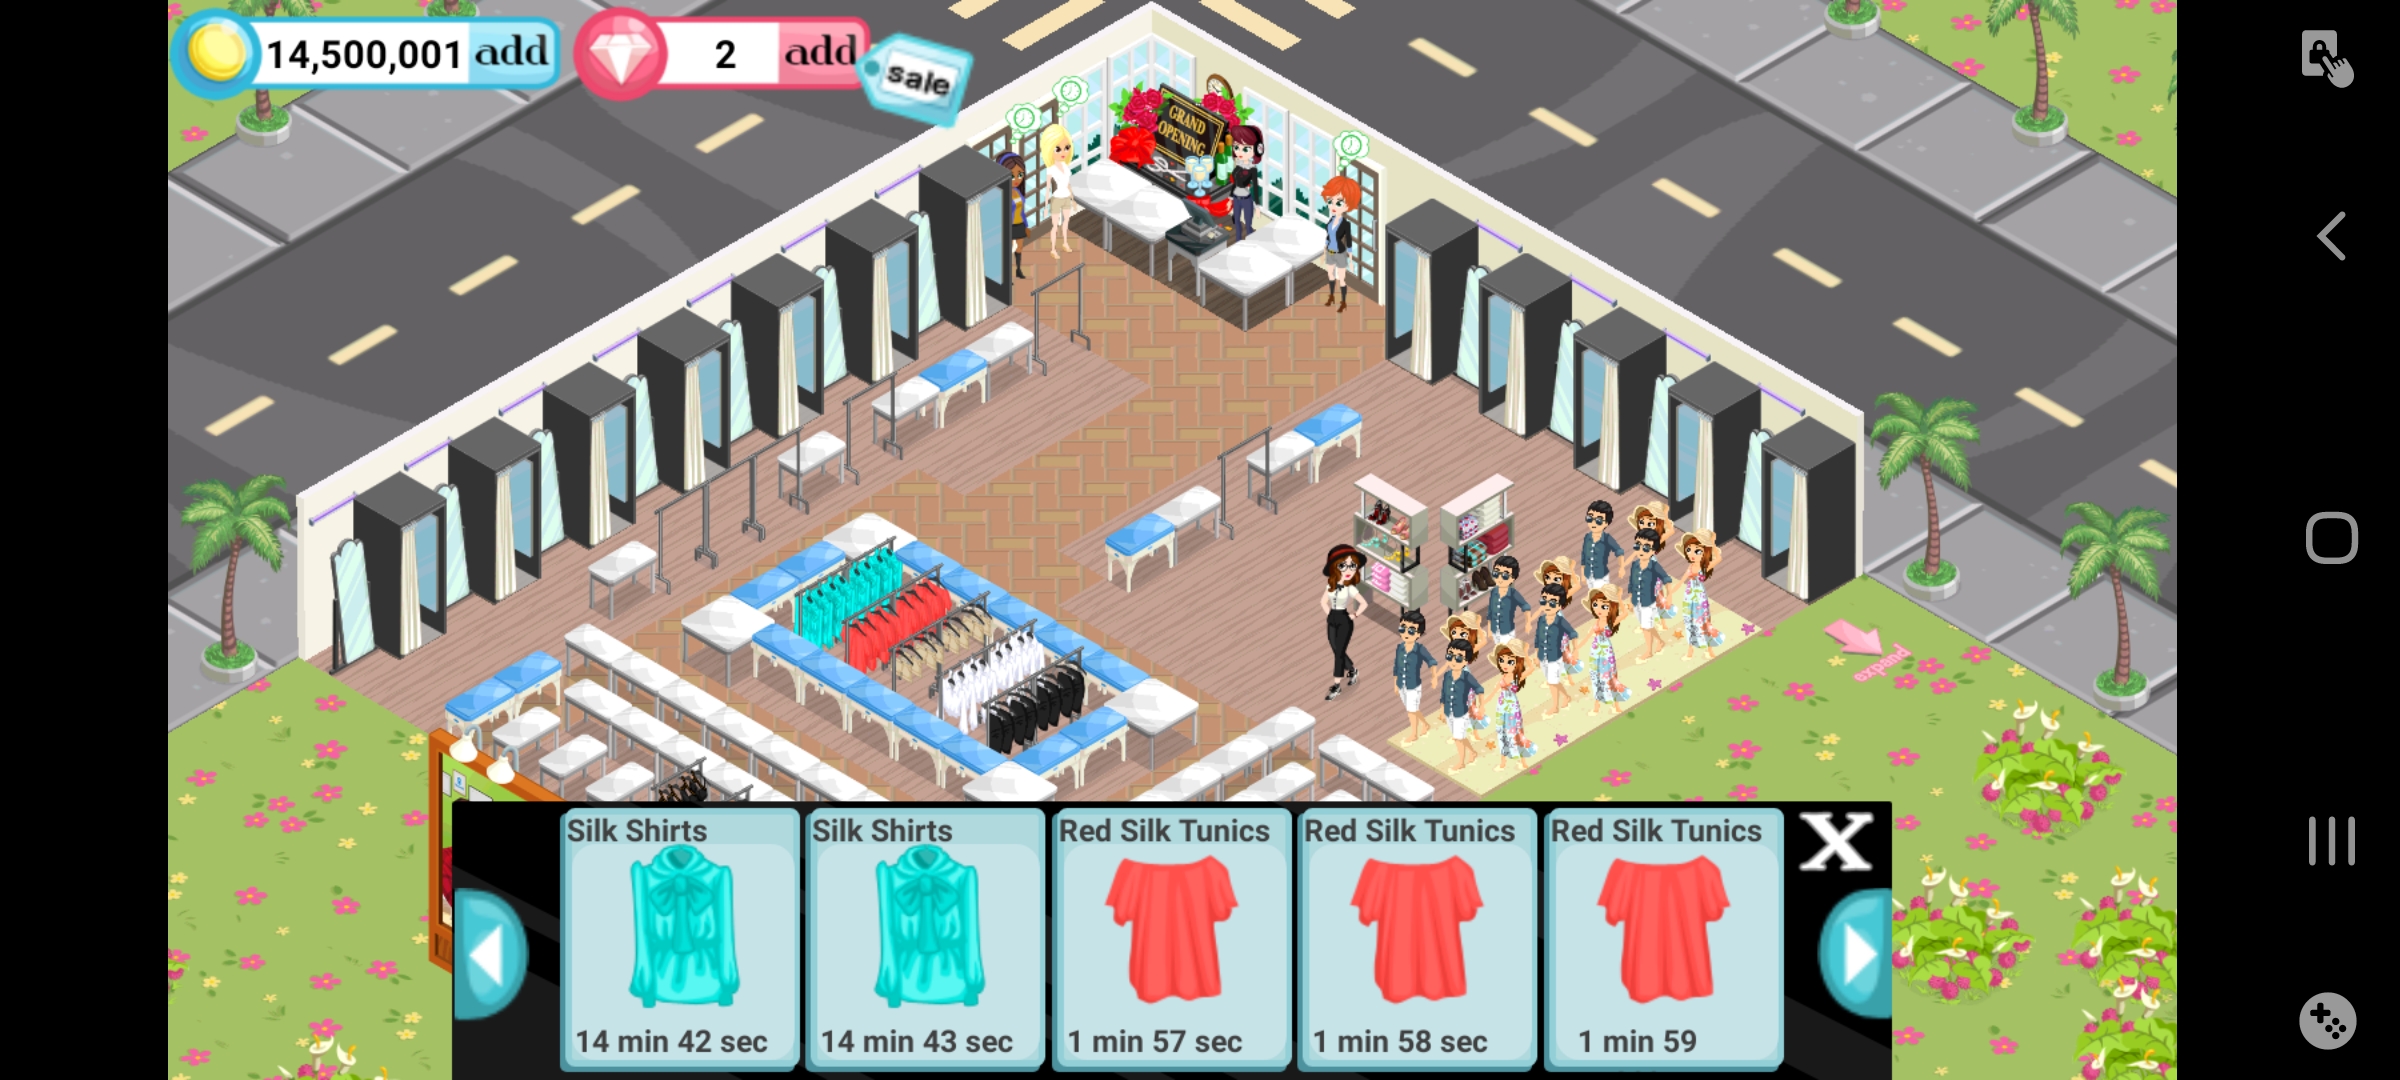 14,500,001 add
2 add
sale
GRAND
OPENING
expand
Silk Shirts
14 min 42 sec
Silk Shirts
14 min 43 sec
Red Silk Tunics
1 min 57 sec
Red Silk Tunics
1 min 58 sec
Red Silk Tunics
1 min 59
X